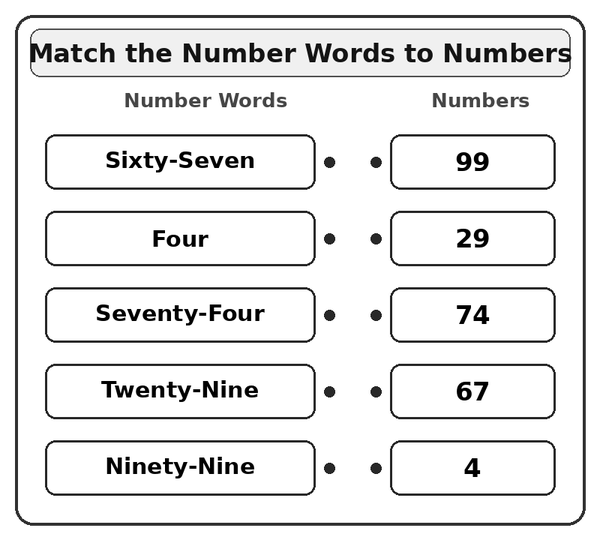 Match the Number Words to Numbers
Number Words Numbers
Sixty-Seven 99
Four 29
Seventy-Four 74
Twenty-Nine 67
Ninety-Nine 4